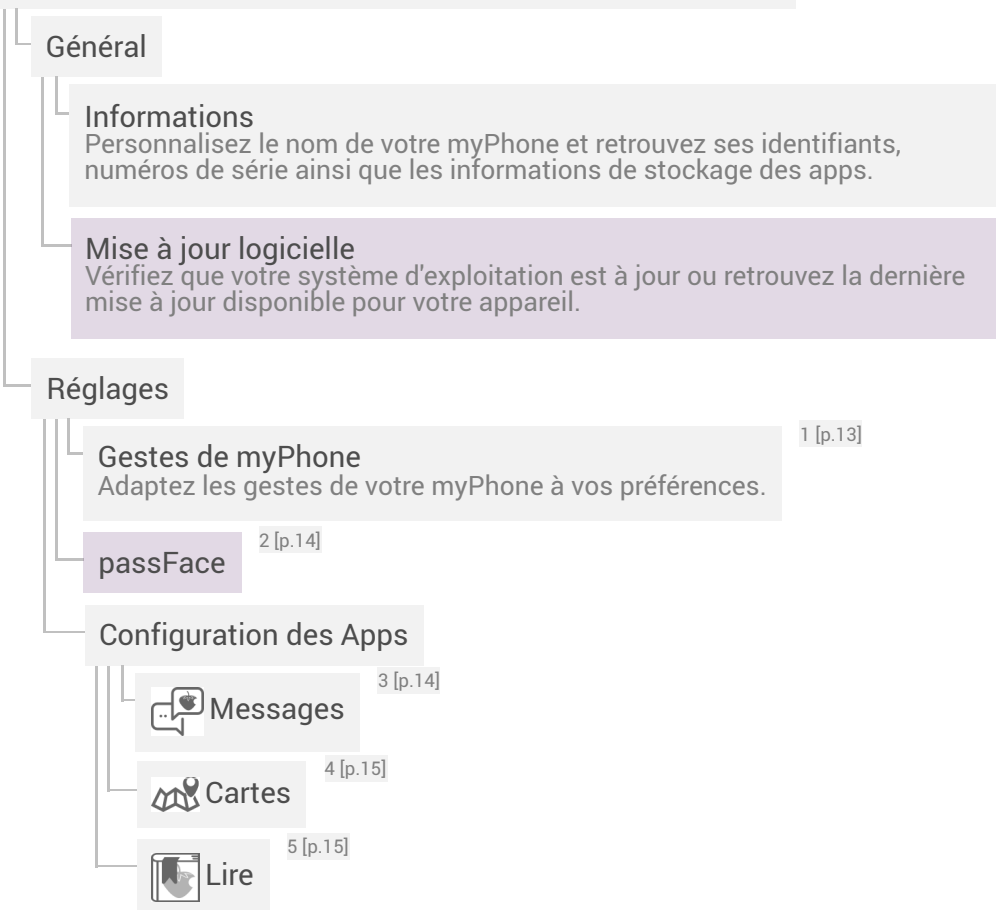 Général
Informations
Personnalisez le nom de votre myPhone et retrouvez ses identifiants,
numéros de série ainsi que les informations de stockage des apps.
Mise à jour logicielle
Vérifiez que votre système d'exploitation est à jour ou retrouvez la dernière
mise à jour disponible pour votre appareil.
Réglages
1 [p.13]
Gestes de myPhone
Adaptez les gestes de votre myPhone à vos préférences.
2 [p.14]
passFace
Configuration des Apps
3 [p.14]
Messages
4 [p.15]
Cartes
5 [p.15]
Lire